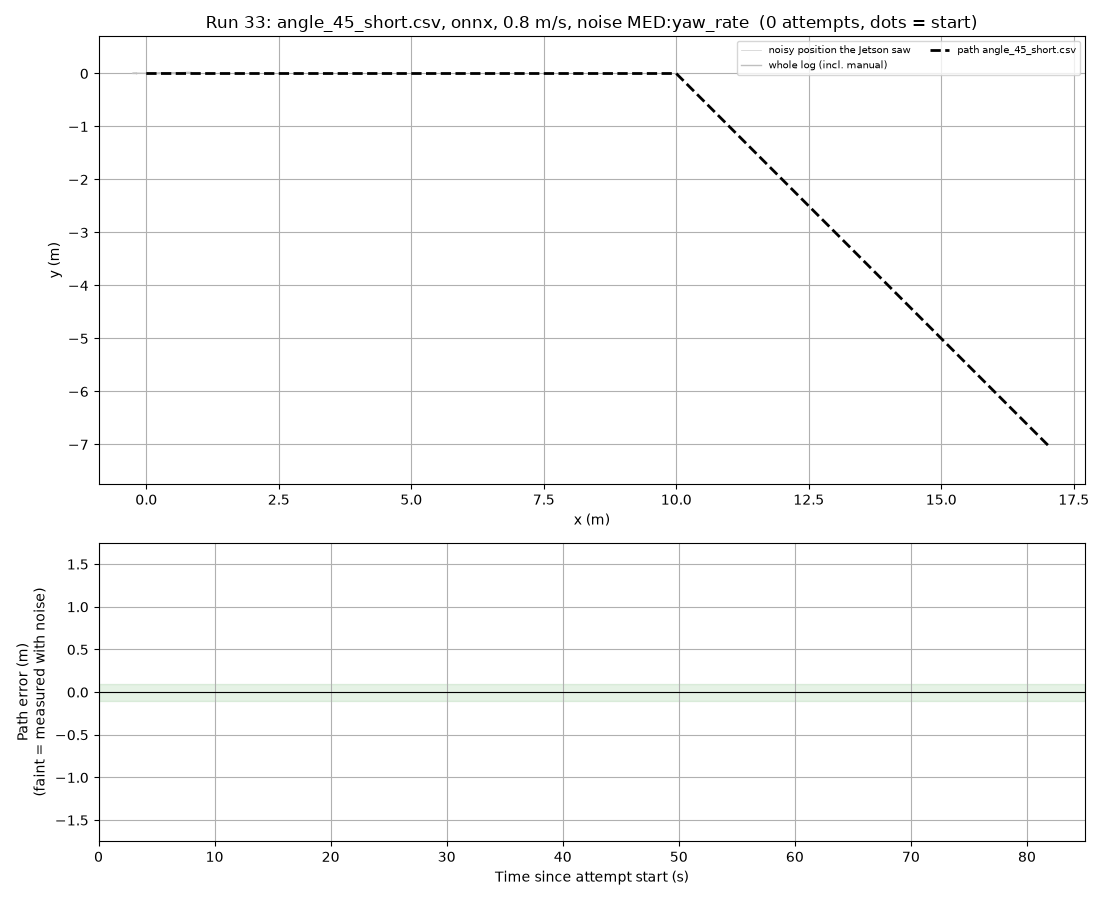 Run 33: angle_45_short.csv, onnx, 0.8 m/s, noise MED:yaw_rate  (0 attempts, dots = start)
noisy position the Jetson saw
whole log (incl. manual)
path angle_45_short.csv
0
−1
−2
−3
−4
−5
−6
−7
y (m)
0.0 2.5 5.0 7.5 10.0 12.5 15.0 17.5
x (m)
1.5
1.0
0.5
0.0
−0.5
−1.0
−1.5
Path error (m)
(faint = measured with noise)
0 10 20 30 40 50 60 70 80
Time since attempt start (s)